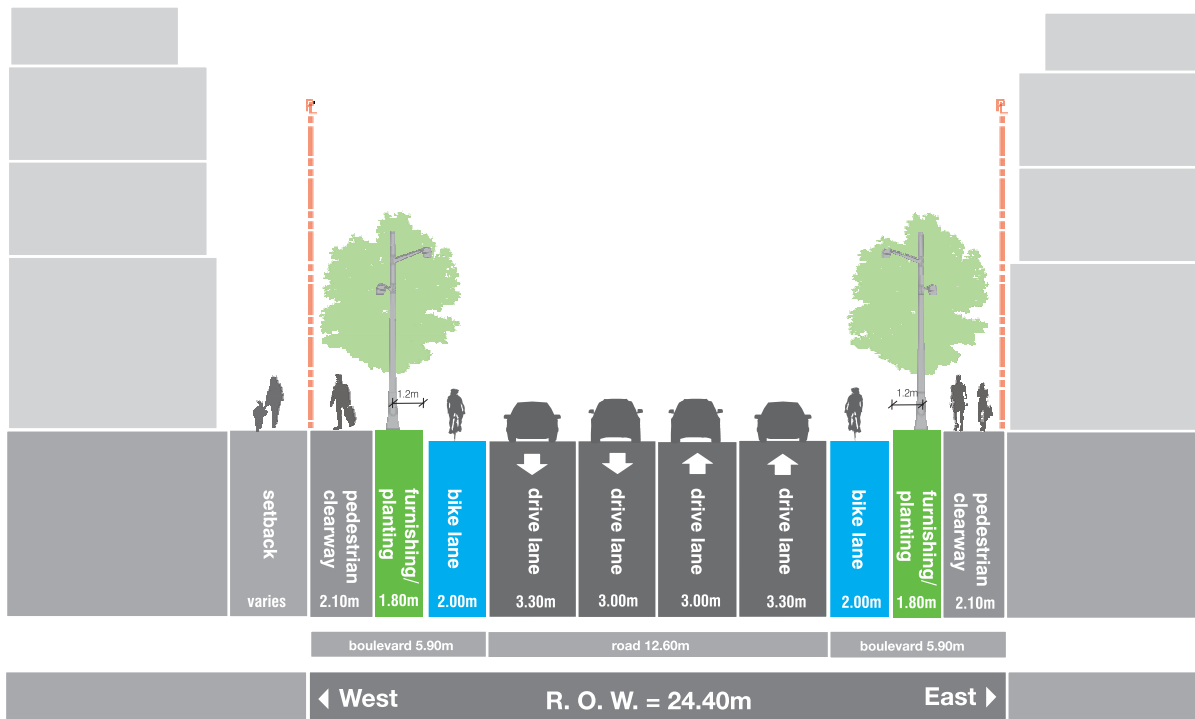 PL
PL
1.2m
1.2m
setback
varies
pedestrian
clearway
2.10m
furnishing/
planting
1.80m
bike lane
2.00m
drive lane
3.30m
drive lane
3.00m
drive lane
3.00m
drive lane
3.30m
bike lane
2.00m
furnishing/
planting
1.80m
pedestrian
clearway
2.10m
boulevard 5.90m
road 12.60m
boulevard 5.90m
West
R. O. W. = 24.40m
East